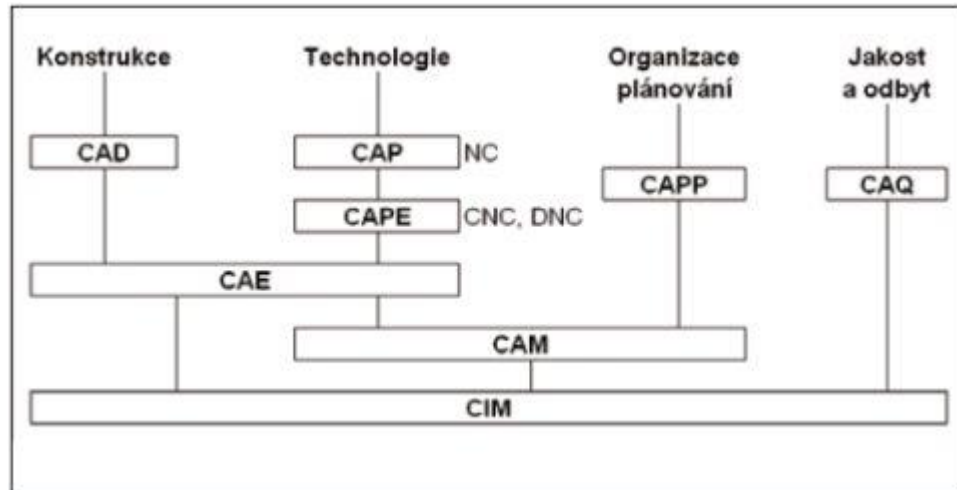 Konstrukce
Technologie
Organizace
plánování
Jakost
a odbyt
CAD
CAP
NC
CAPP
CAQ
CAPE
CNC, DNC
CAE
CAM
CIM